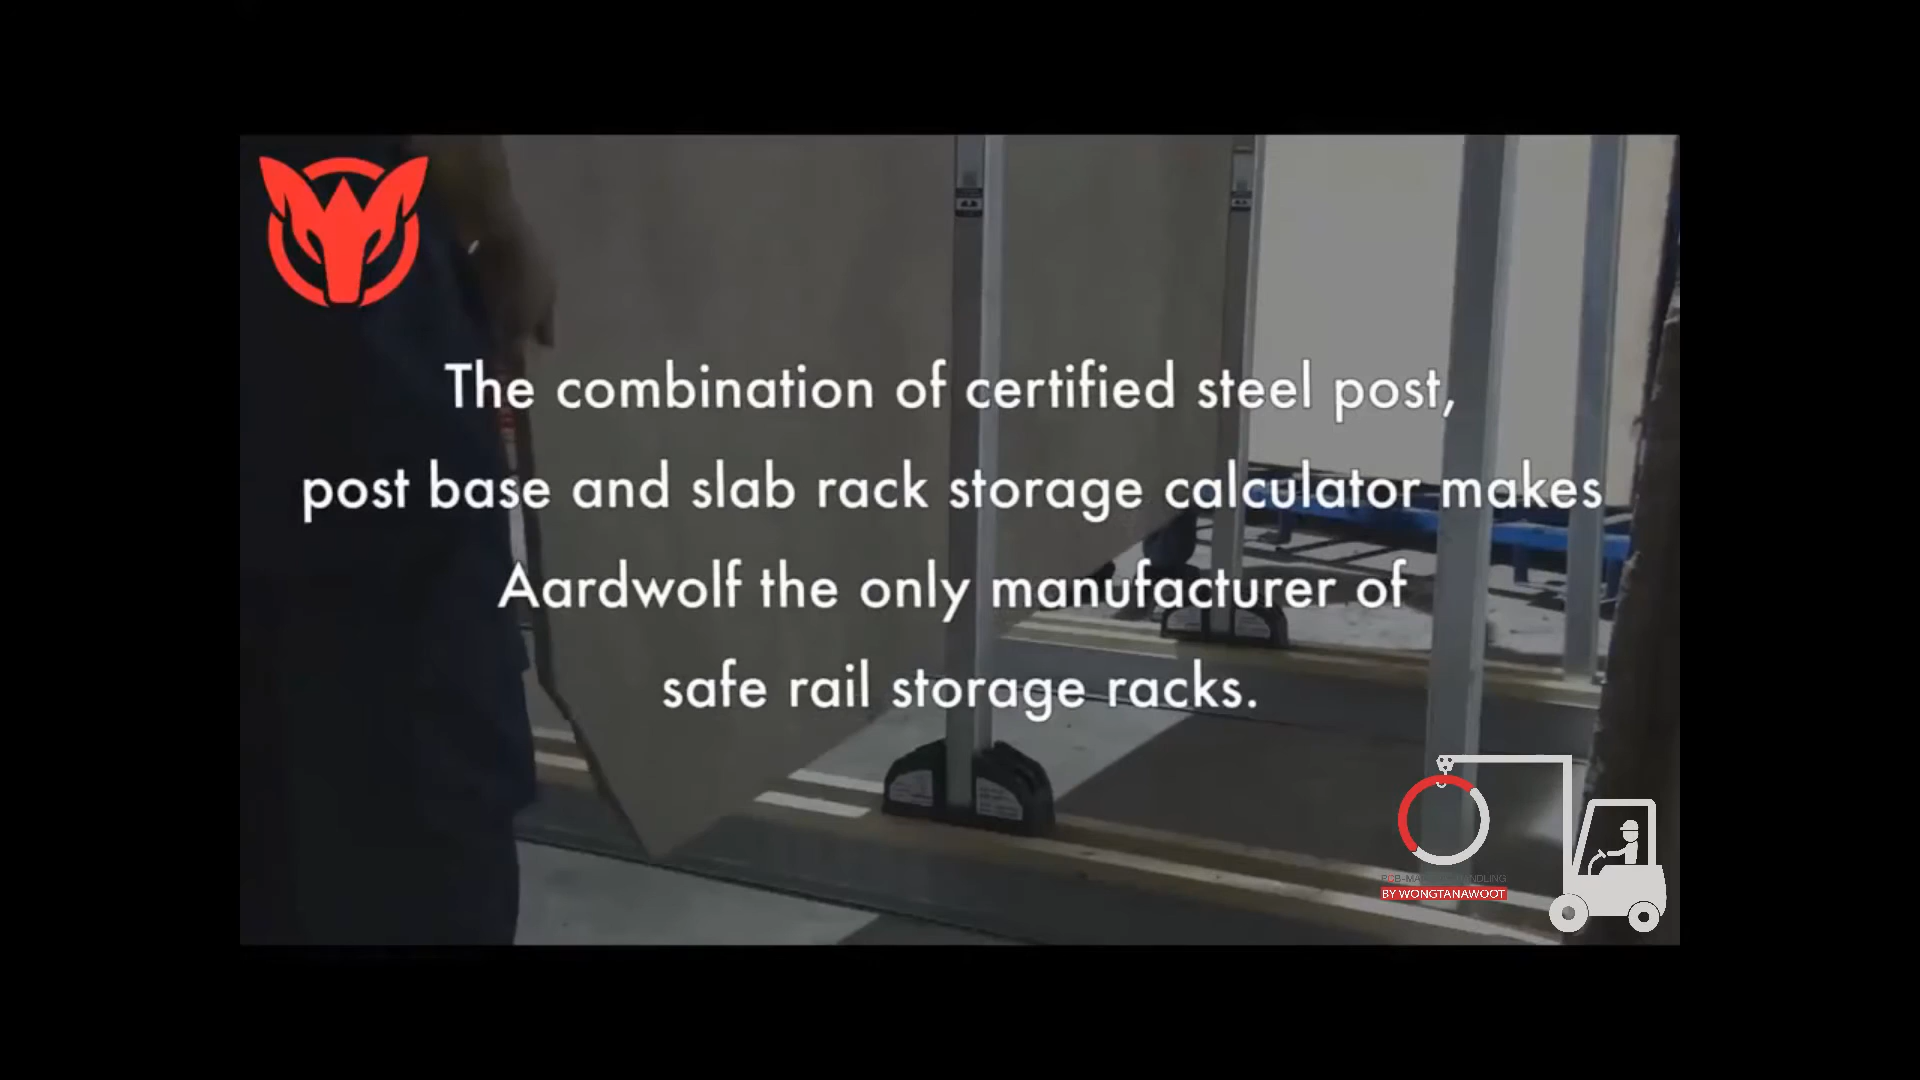 The combination of certified steel post,
post base and slab rack storage calculator makes
Aardwolf the only manufacturer of
safe rail storage racks.
BY WONGTANAWOOT